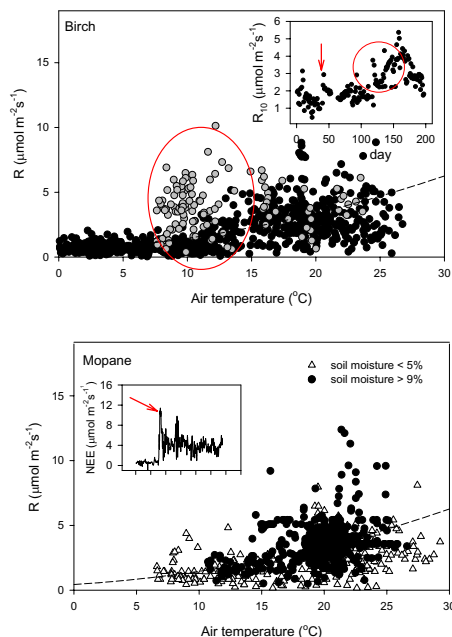 Birch
R (μmol m⁻²s⁻¹)
15
10
5
0
0 5 10 15 20 25 30
Air temperature (°C)
R₁₀ (μmol m⁻²s⁻¹)
6
5
4
3
2
1
0
0 50 100 150 200
day
Mopane
R (μmol m⁻²s⁻¹)
15
10
5
0
0 5 10 15 20 25 30
Air temperature (°C)
NEE (μmol m⁻²s⁻¹)
16
12
8
4
0
soil moisture < 5%
soil moisture > 9%